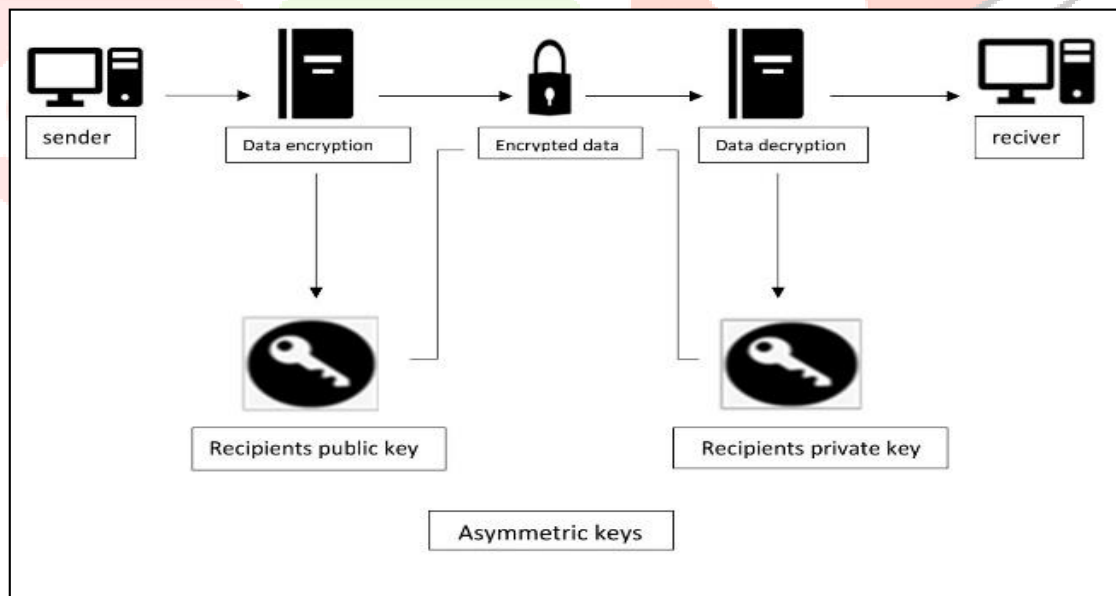 sender
Data encryption
Encrypted data
Data decryption
reciver
Recipients public key
Recipients private key
Asymmetric keys